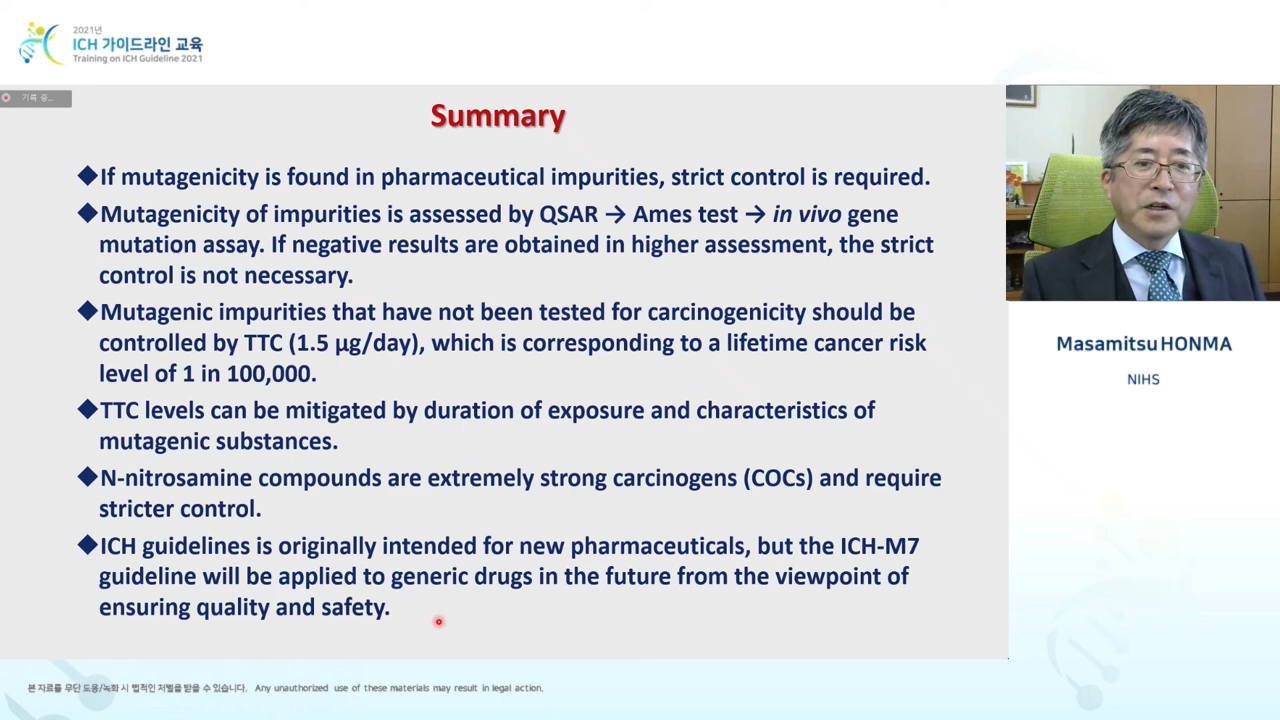 2021년
ICH 가이드라인 교육
Training on ICH Guideline 2021
기록 중...
Summary
◆If mutagenicity is found in pharmaceutical impurities, strict control is required.
◆Mutagenicity of impurities is assessed by QSAR → Ames test → in vivo gene
mutation assay. If negative results are obtained in higher assessment, the strict
control is not necessary.
◆Mutagenic impurities that have not been tested for carcinogenicity should be
controlled by TTC (1.5 µg/day), which is corresponding to a lifetime cancer risk
level of 1 in 100,000.
◆TTC levels can be mitigated by duration of exposure and characteristics of
mutagenic substances.
◆N-nitrosamine compounds are extremely strong carcinogens (COCs) and require
stricter control.
◆ICH guidelines is originally intended for new pharmaceuticals, but the ICH-M7
guideline will be applied to generic drugs in the future from the viewpoint of
ensuring quality and safety.
Masamitsu HONMA
NIHS
본 자료를 무단 도용/녹화 시 법적인 처벌을 받을 수 있습니다. Any unauthorized use of these materials may result in legal action.